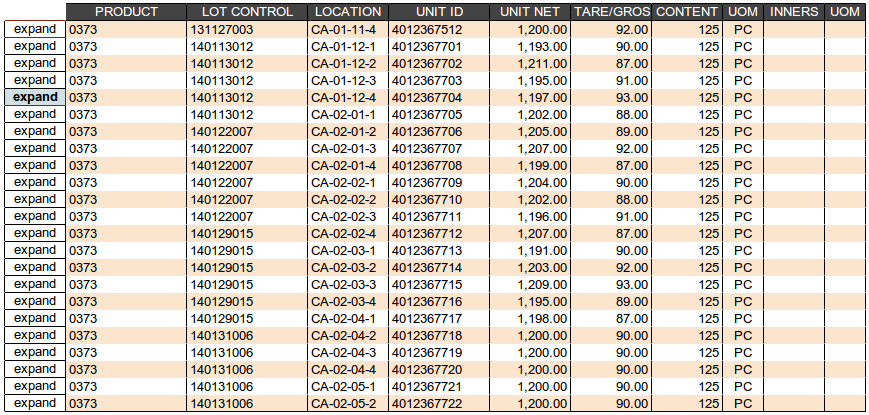 PRODUCT LOT CONTROL LOCATION UNIT ID UNIT NET TARE/GROS CONTENT UOM INNERS UOM
expand 0373 131127003 CA-01-11-4 4012367512 1,200.00 92.00 125 PC
expand 0373 140113012 CA-01-12-1 4012367701 1,193.00 90.00 125 PC
expand 0373 140113012 CA-01-12-2 4012367702 1,211.00 87.00 125 PC
expand 0373 140113012 CA-01-12-3 4012367703 1,195.00 91.00 125 PC
expand 0373 140113012 CA-01-12-4 4012367704 1,197.00 93.00 125 PC
expand 0373 140113012 CA-02-01-1 4012367705 1,202.00 88.00 125 PC
expand 0373 140122007 CA-01-01-2 4012367706 1,205.00 89.00 125 PC
expand 0373 140122007 CA-02-01-3 4012367707 1,207.00 92.00 125 PC
expand 0373 140122007 CA-02-01-4 4012367708 1,199.00 87.00 125 PC
expand 0373 140122007 CA-02-02-1 4012367709 1,204.00 90.00 125 PC
expand 0373 140122007 CA-02-02-2 4012367710 1,202.00 88.00 125 PC
expand 0373 140122007 CA-02-02-3 4012367711 1,196.00 91.00 125 PC
expand 0373 140129015 CA-02-02-4 4012367712 1,207.00 87.00 125 PC
expand 0373 140129015 CA-02-03-1 4012367713 1,191.00 90.00 125 PC
expand 0373 140129015 CA-02-03-2 4012367714 1,203.00 92.00 125 PC
expand 0373 140129015 CA-02-03-3 4012367715 1,209.00 93.00 125 PC
expand 0373 140129015 CA-02-03-4 4012367716 1,195.00 89.00 125 PC
expand 0373 140129015 CA-02-04-1 4012367717 1,198.00 87.00 125 PC
expand 0373 140131006 CA-02-04-2 4012367718 1,200.00 90.00 125 PC
expand 0373 140131006 CA-02-04-3 4012367719 1,200.00 90.00 125 PC
expand 0373 140131006 CA-02-04-4 4012367720 1,200.00 90.00 125 PC
expand 0373 140131006 CA-02-05-1 4012367721 1,200.00 90.00 125 PC
expand 0373 140131006 CA-02-05-2 4012367722 1,200.00 90.00 125 PC